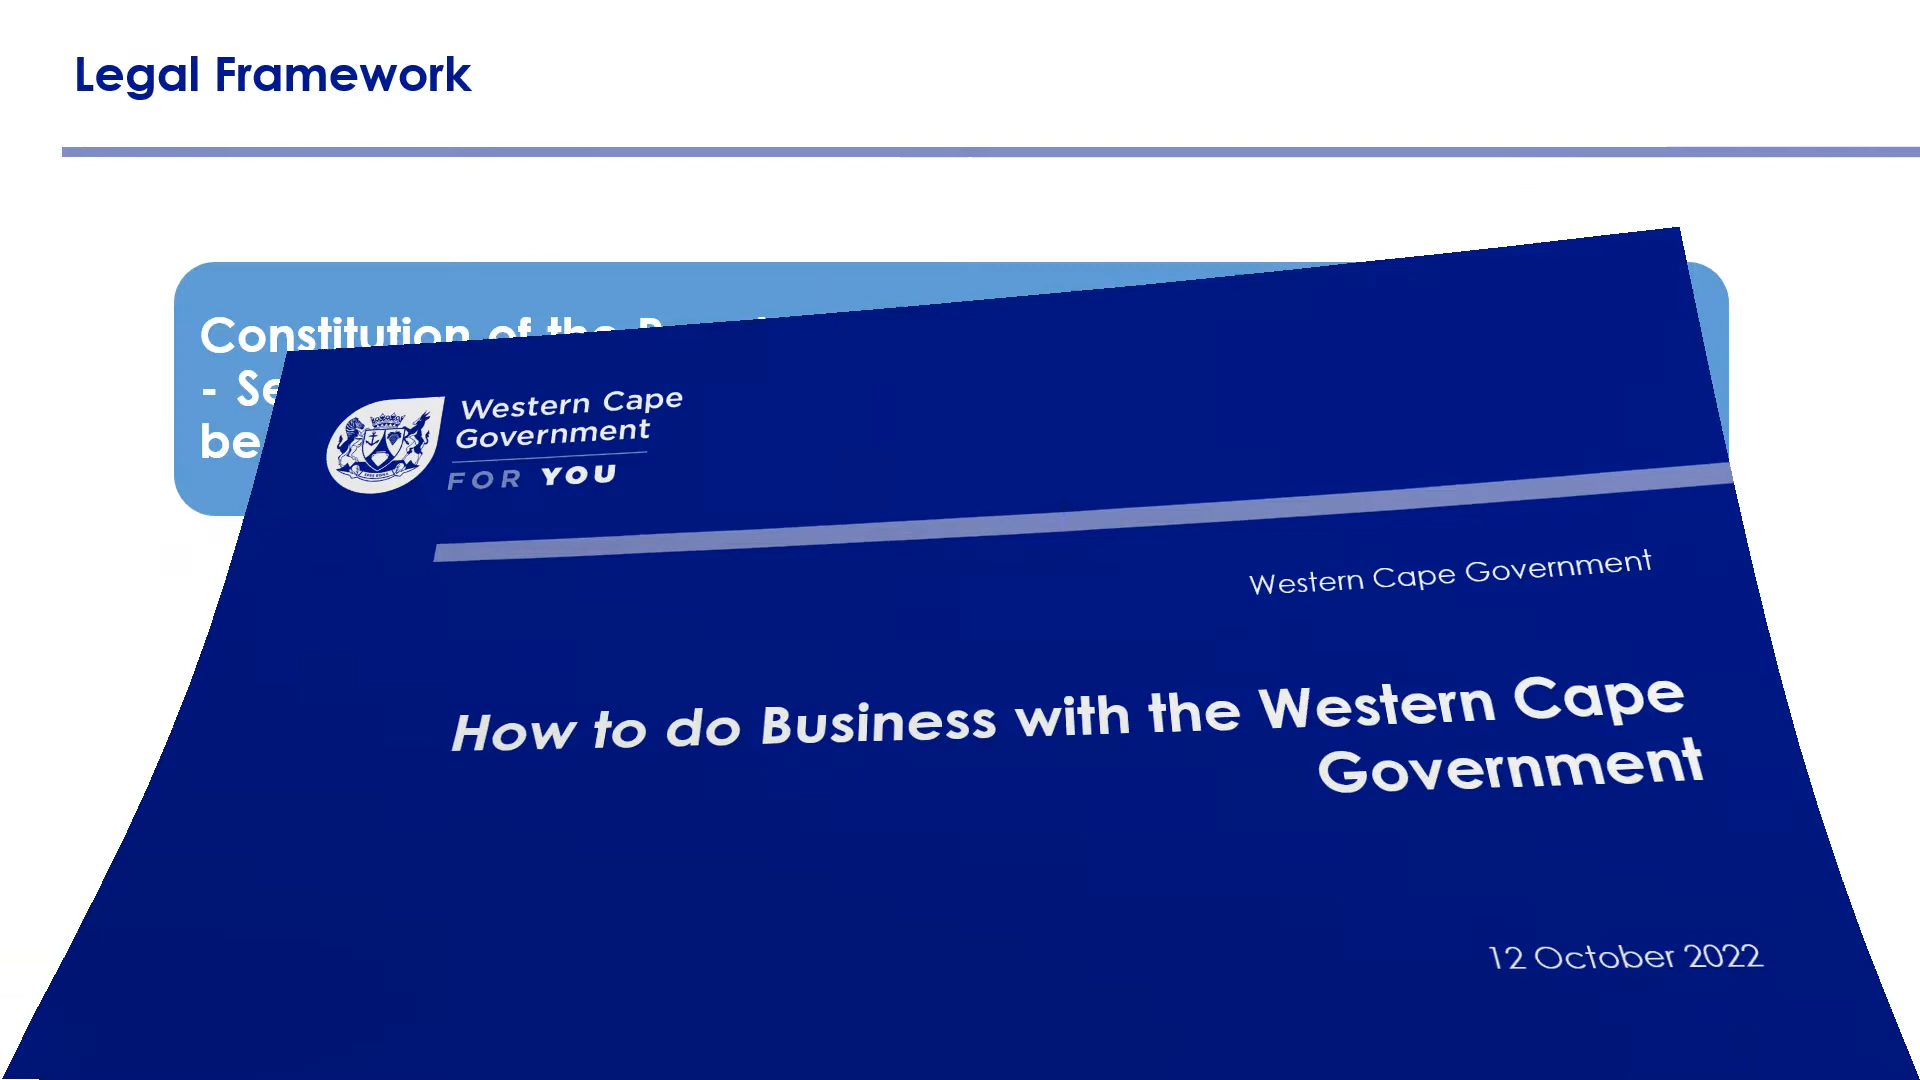 Legal Framework
Constitution of the
- Se
be
Western Cape
Government
FOR YOU
Western Cape Government
How to do Business with the Western Cape
Government
12 October 2022